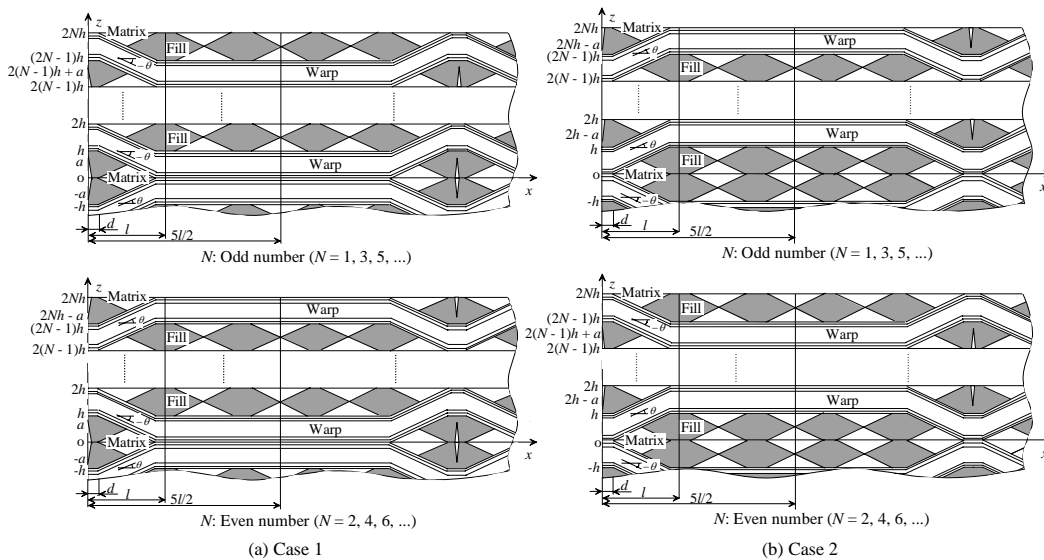 z
2Nh
Matrix
Fill
(2N - 1)h
-θ
2(N - 1)h + a
Warp
2(N - 1)h
2h
Fill
h
-θ
a
Warp
o
Matrix
x
-a
θ
-h
d
l
5l/2
N: Odd number (N = 1, 3, 5, ...)
z
2Nh
Matrix
2Nh - a
θ
Warp
(2N - 1)h
Fill
2(N - 1)h
2h
Warp
2h - a
θ
h
Fill
o
Matrix
x
-h
-θ
d
l
5l/2
N: Odd number (N = 1, 3, 5, ...)
z
2Nh
Matrix
Warp
2Nh - a
θ
(2N - 1)h
Fill
2(N - 1)h
2h
Fill
h
-θ
a
Warp
o
Matrix
x
-a
θ
-h
d
l
5l/2
N: Even number (N = 2, 4, 6, ...)
(a) Case 1
z
2Nh
Matrix
Fill
(2N - 1)h
-θ
2(N - 1)h + a
Warp
2(N - 1)h
2h
Warp
2h - a
θ
h
Fill
o
Matrix
x
-h
-θ
d
l
5l/2
N: Even number (N = 2, 4, 6, ...)
(b) Case 2